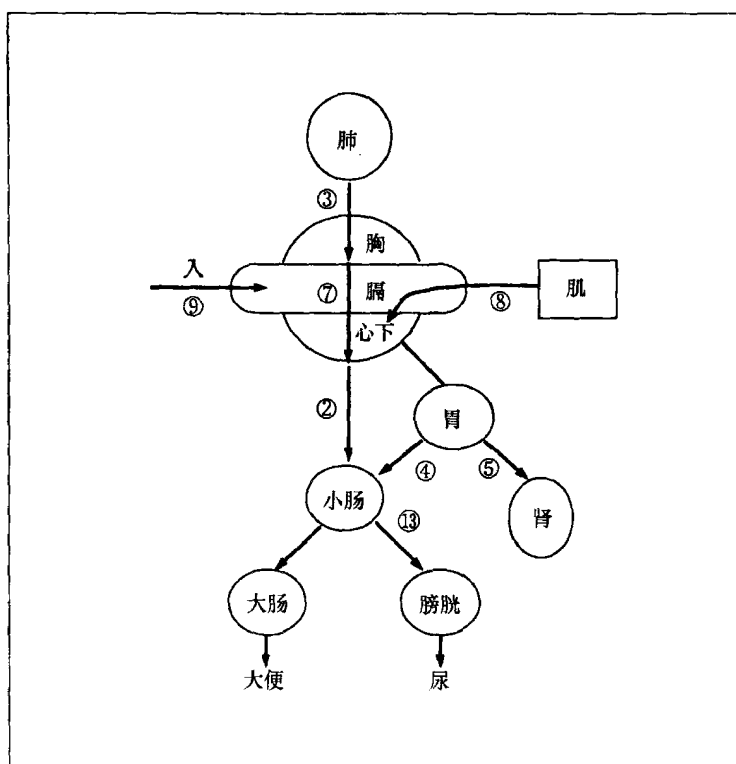 肺
③
胸
入
⑨
⑦
膈
⑧
肌
心下
②
胃
④
⑤
小肠
⑬
肾
大肠
膀胱
大便
尿